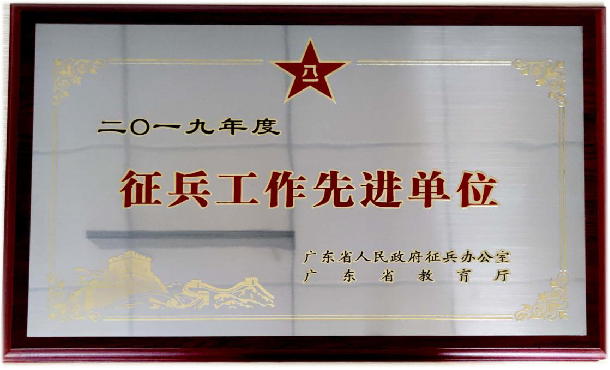 八一
二〇一九年度
征兵工作先进单位
广东省人民政府征兵办公室
广东省教育厅